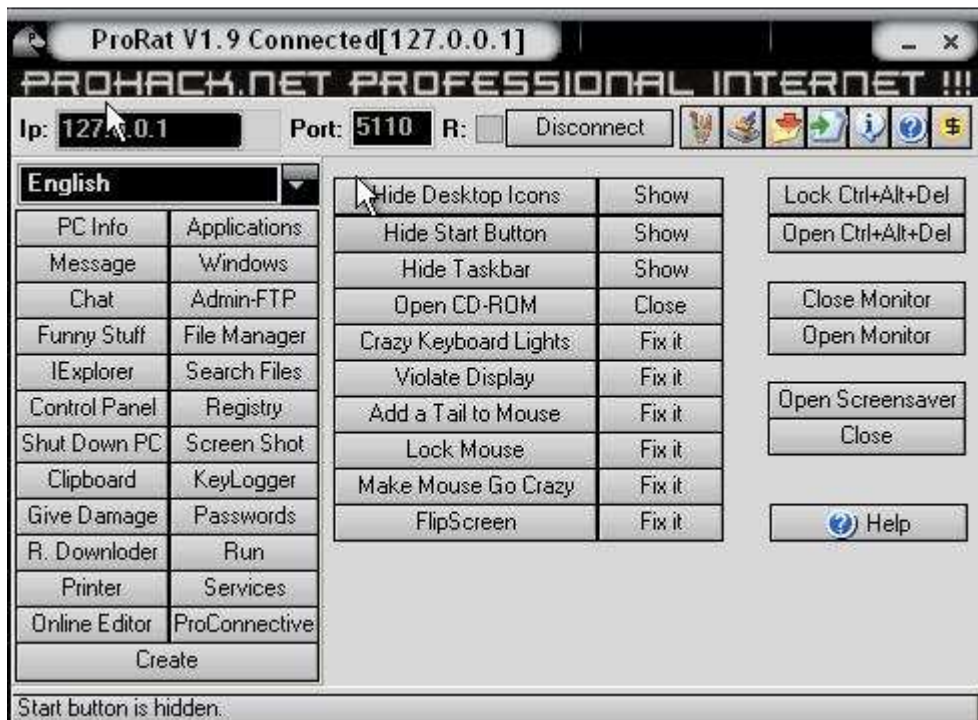 ProRat V1.9 Connected[127.0.0.1]
PROHACK.NET PROFESSIONAL INTERNET !!!
Ip: 127.0.0.1 Port: 5110 R: Disconnect
English
PC Info Applications
Message Windows
Chat Admin-FTP
Funny Stuff File Manager
IExplorer Search Files
Control Panel Registry
Shut Down PC Screen Shot
Clipboard KeyLogger
Give Damage Passwords
R. Downloder Run
Printer Services
Online Editor ProConnective
Create
Hide Desktop Icons Show
Hide Start Button Show
Hide Taskbar Show
Open CD-ROM Close
Crazy Keyboard Lights Fix it
Violate Display Fix it
Add a Tail to Mouse Fix it
Lock Mouse Fix it
Make Mouse Go Crazy Fix it
FlipScreen Fix it
Lock Ctrl+Alt+Del
Open Ctrl+Alt+Del
Close Monitor
Open Monitor
Open Screensaver
Close
Help
Start button is hidden.